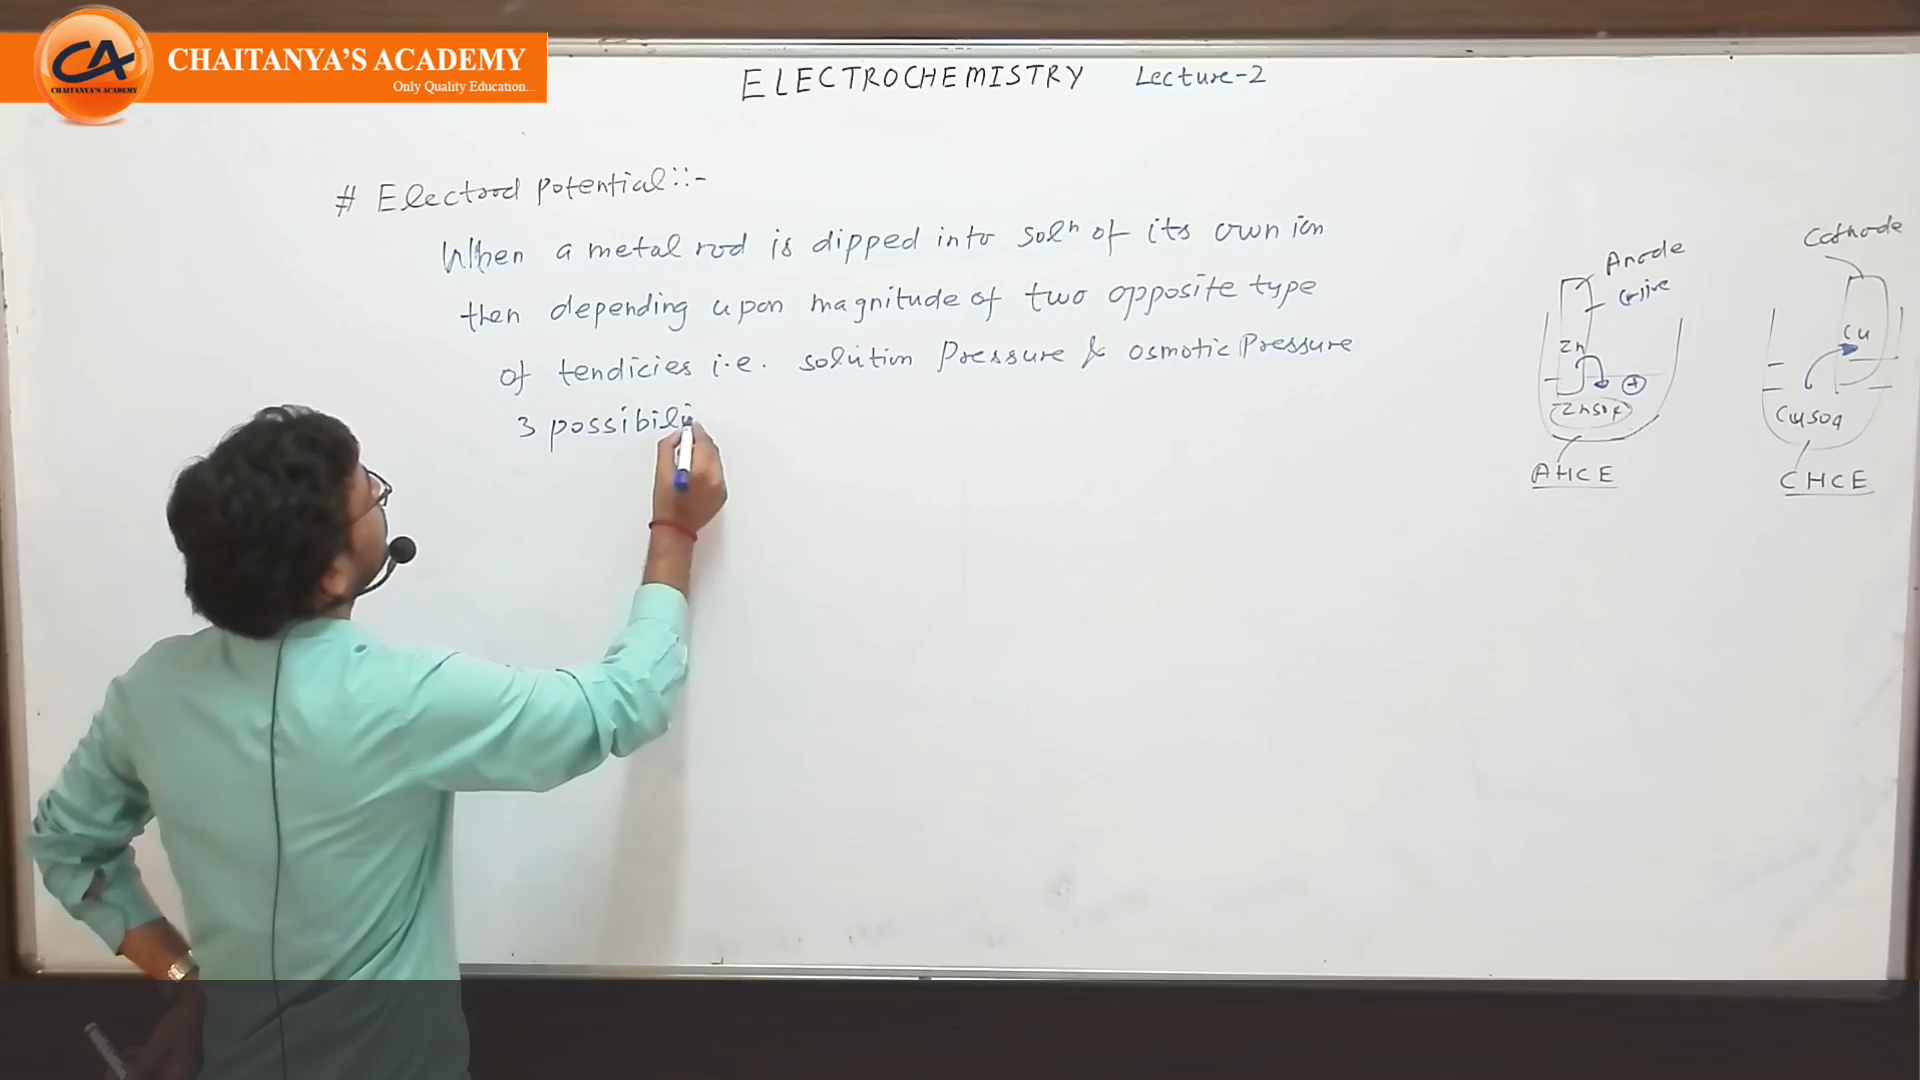 CA
CHAITANYA'S ACADEMY
CHAITANYA'S ACADEMY
Only Quality Education...
ELECTROCHEMISTRY Lecture-2
# Electrod potential::-
When a metal rod is dipped into solⁿ of its own ion
then depending upon magnitude of two opposite type
of tendicies i.e. solution Pressure & osmotic Pressure
3 possibili
Anode
Zn
+
ZnSO4
AHCE
Cathode
Cu
CuSO4
CHCE